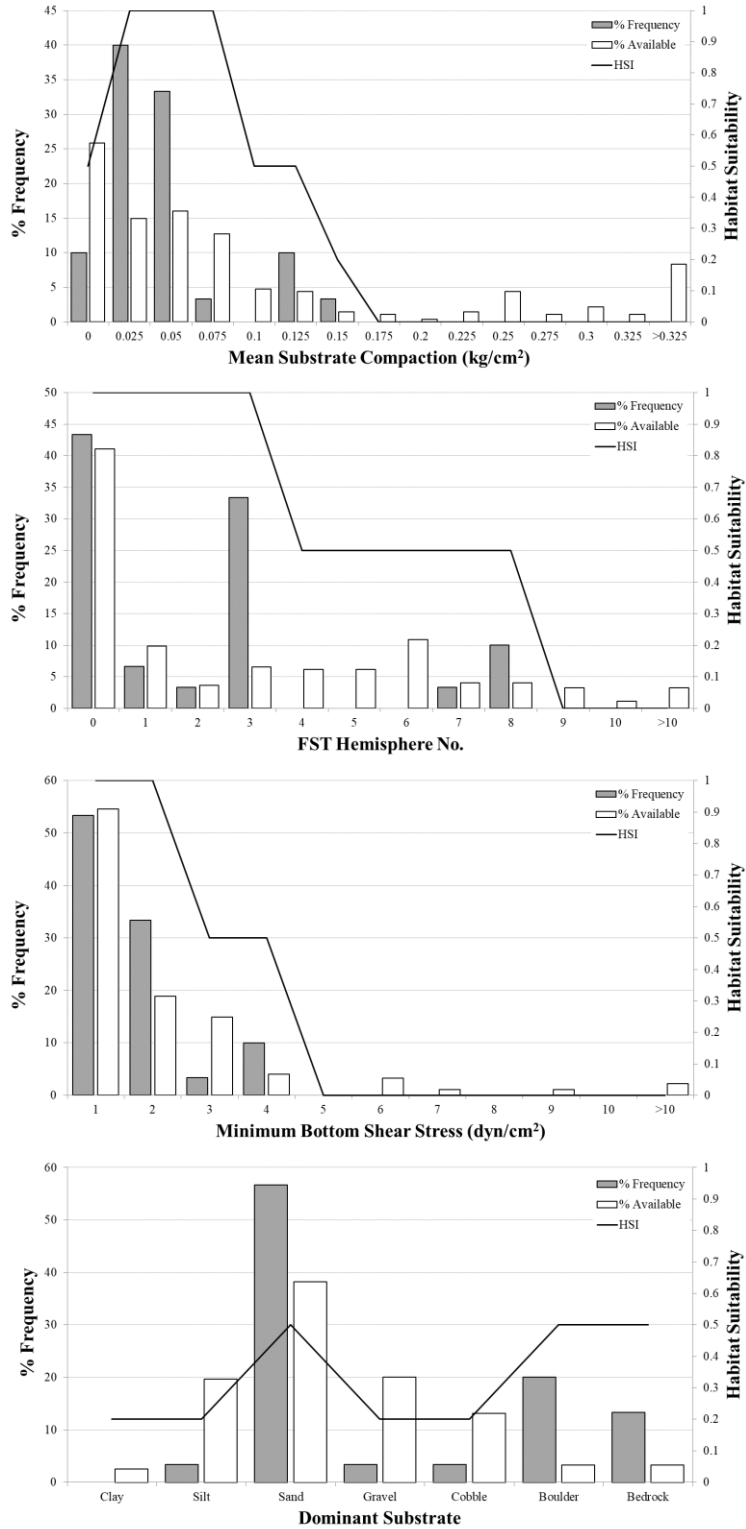 45 1
% Frequency
% Available
HSI
40 0.9
35 0.8
30 0.7
25 0.6
20 0.5
15 0.4
10 0.3
5 0.2
0 0.1
0
% Frequency
Habitat Suitability
0 0.025 0.05 0.075 0.1 0.125 0.15 0.175 0.2 0.225 0.25 0.275 0.3 0.325 >0.325
Mean Substrate Compaction (kg/cm²)
50 1
% Frequency
% Available
HSI
45 0.9
40 0.8
35 0.7
30 0.6
25 0.5
20 0.4
15 0.3
10 0.2
5 0.1
0 0
% Frequency
Habitat Suitability
0 1 2 3 4 5 6 7 8 9 10 >10
FST Hemisphere No.
60 1
% Frequency
% Available
HSI
50 0.9
40 0.8
30 0.7
20 0.6
10 0.5
0 0.4
0.3
0.2
0.1
0
% Frequency
Habitat Suitability
1 2 3 4 5 6 7 8 9 10 >10
Minimum Bottom Shear Stress (dyn/cm²)
60 1
% Frequency
% Available
HSI
50 0.9
40 0.8
30 0.7
20 0.6
10 0.5
0 0.4
0.3
0.2
0.1
0
% Frequency
Habitat Suitability
Clay Silt Sand Gravel Cobble Boulder Bedrock
Dominant Substrate